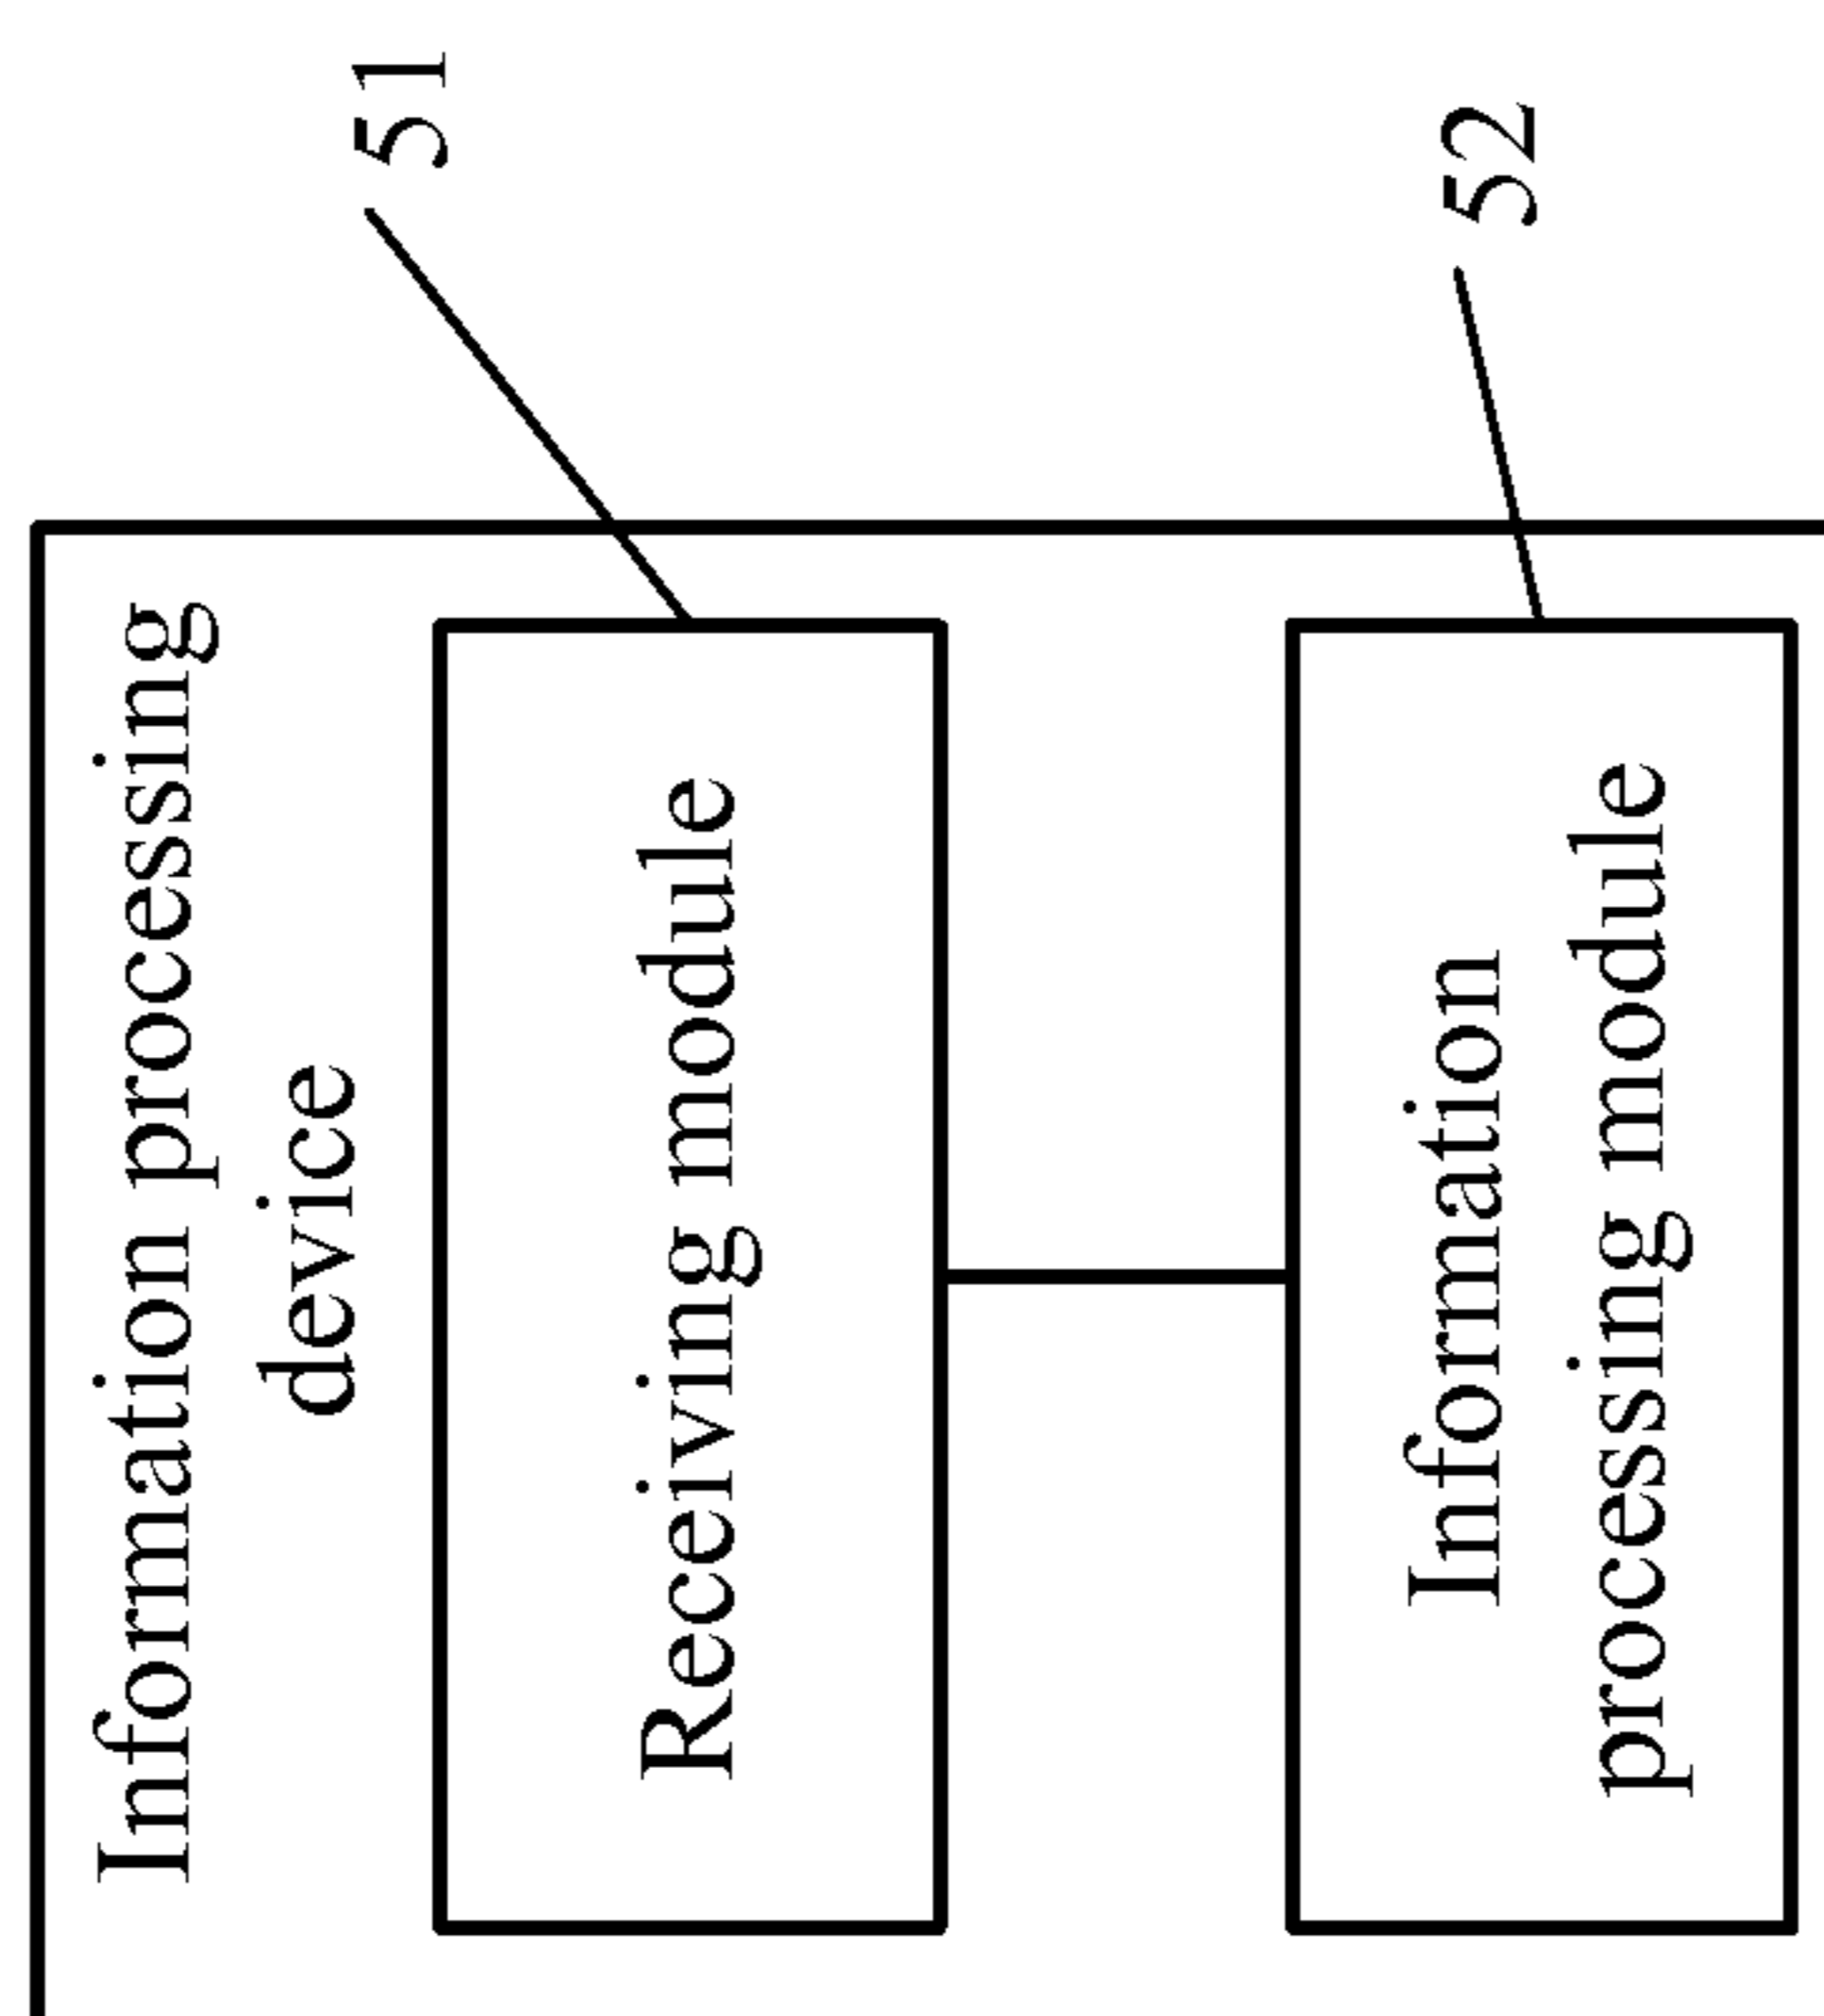 Information processing
device
51
Receiving module
52
Information
processing module